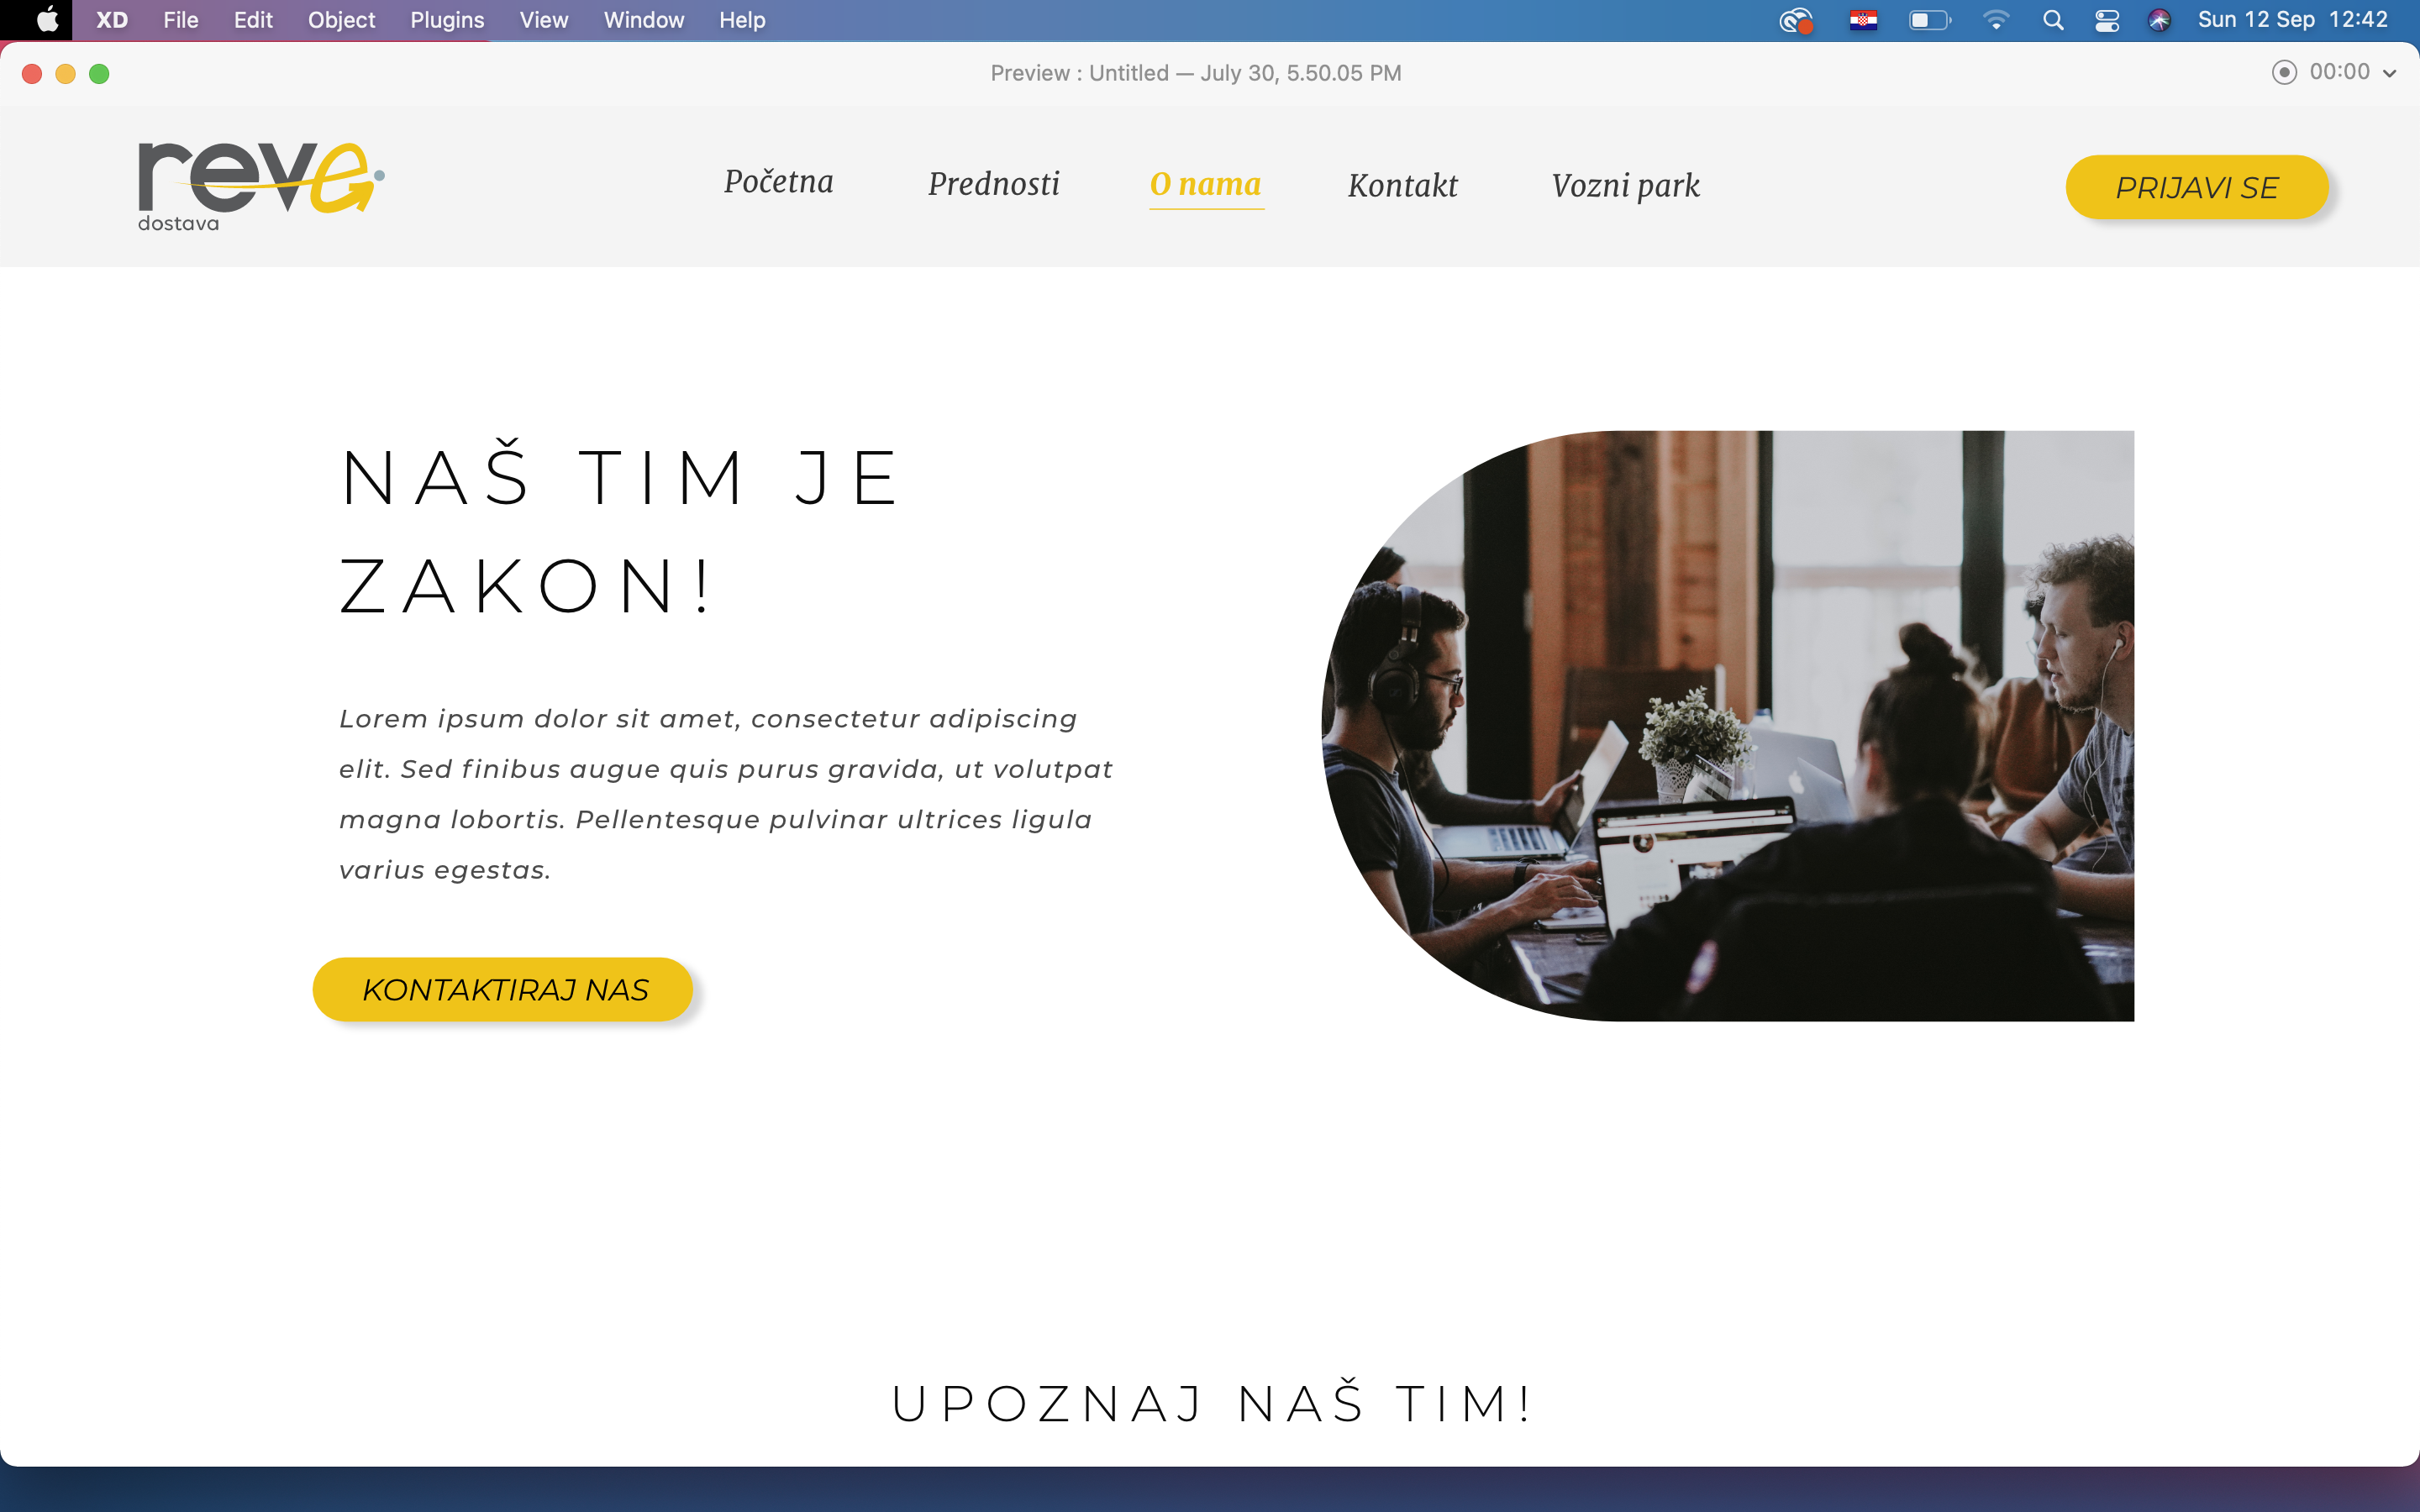 XD File Edit Object Plugins View Window Help Sun 12 Sep 12:42
Preview : Untitled — July 30, 5.50.05 PM 00:00
reve
dostava
Početna Prednosti O nama Kontakt Vozni park PRIJAVI SE
NAŠ TIM JE
ZAKON!
Lorem ipsum dolor sit amet, consectetur adipiscing
elit. Sed finibus augue quis purus gravida, ut volutpat
magna lobortis. Pellentesque pulvinar ultrices ligula
varius egestas.
KONTAKTIRAJ NAS
UPOZNAJ NAŠ TIM!